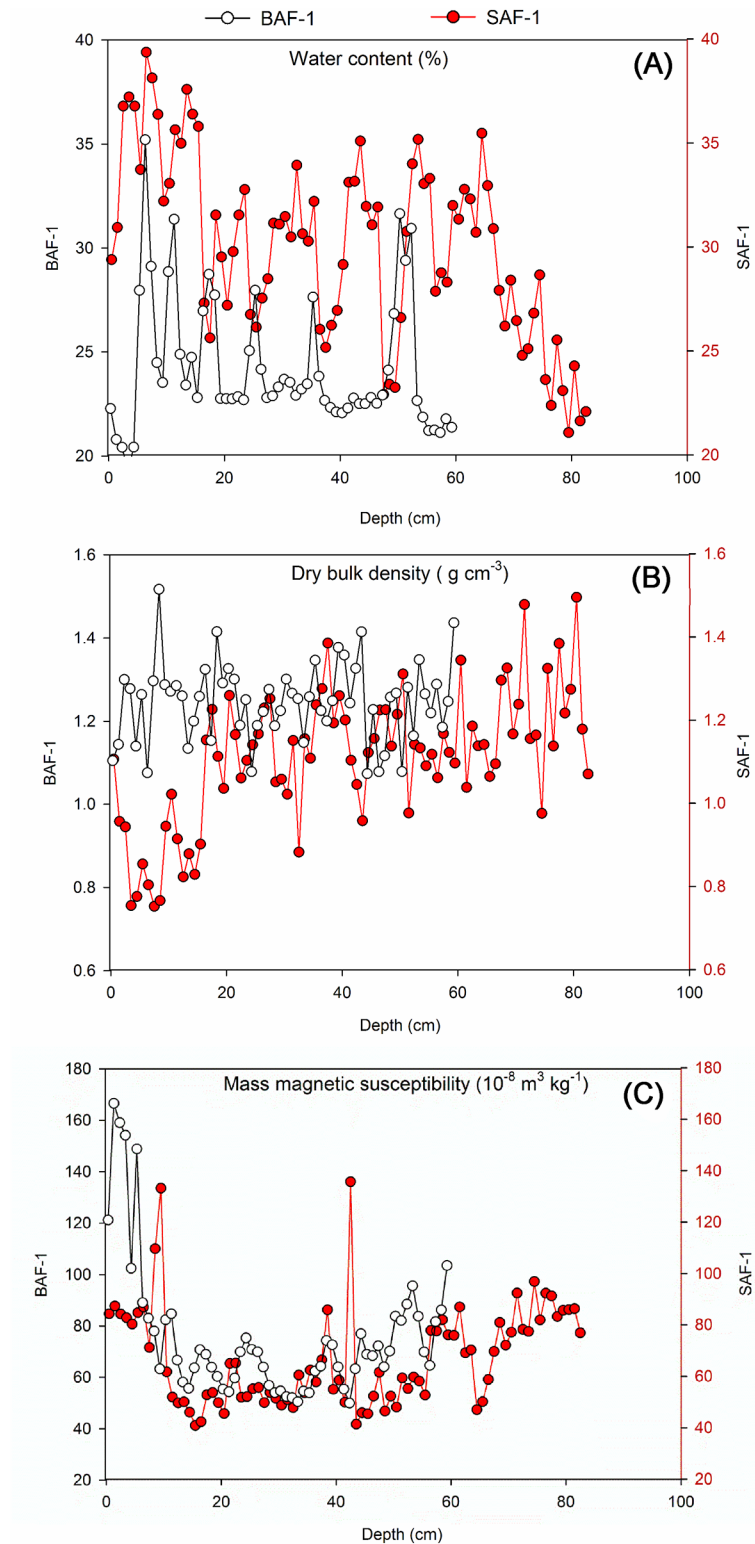 BAF-1 SAF-1
Water content (%)
(A)
40
35
30
25
20
BAF-1
40
35
30
25
20
SAF-1
0 20 40 60 80 100
Depth (cm)
Dry bulk density ( g cm-3)
(B)
1.6
1.4
1.2
1.0
0.8
0.6
BAF-1
1.6
1.4
1.2
1.0
0.8
0.6
SAF-1
0 20 40 60 80 100
Depth (cm)
Mass magnetic susceptibility (10-8 m3 kg-1)
(C)
180
160
140
120
100
80
60
40
20
BAF-1
180
160
140
120
100
80
60
40
20
SAF-1
0 20 40 60 80 100
Depth (cm)